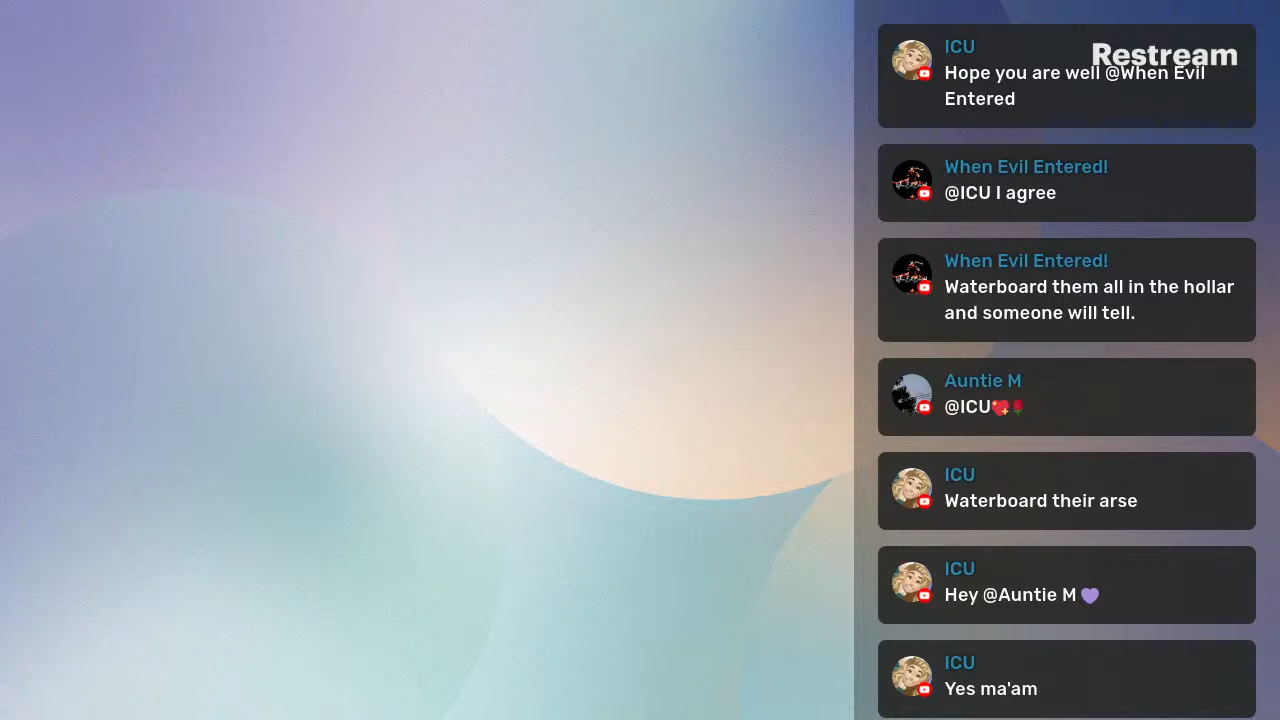 Restream
ICU
Hope you are well @When Evil
Entered
When Evil Entered!
@ICU I agree
When Evil Entered!
Waterboard them all in the hollar
and someone will tell.
Auntie M
@ICU💖🌹
ICU
Waterboard their arse
ICU
Hey @Auntie M 💜
ICU
Yes ma'am